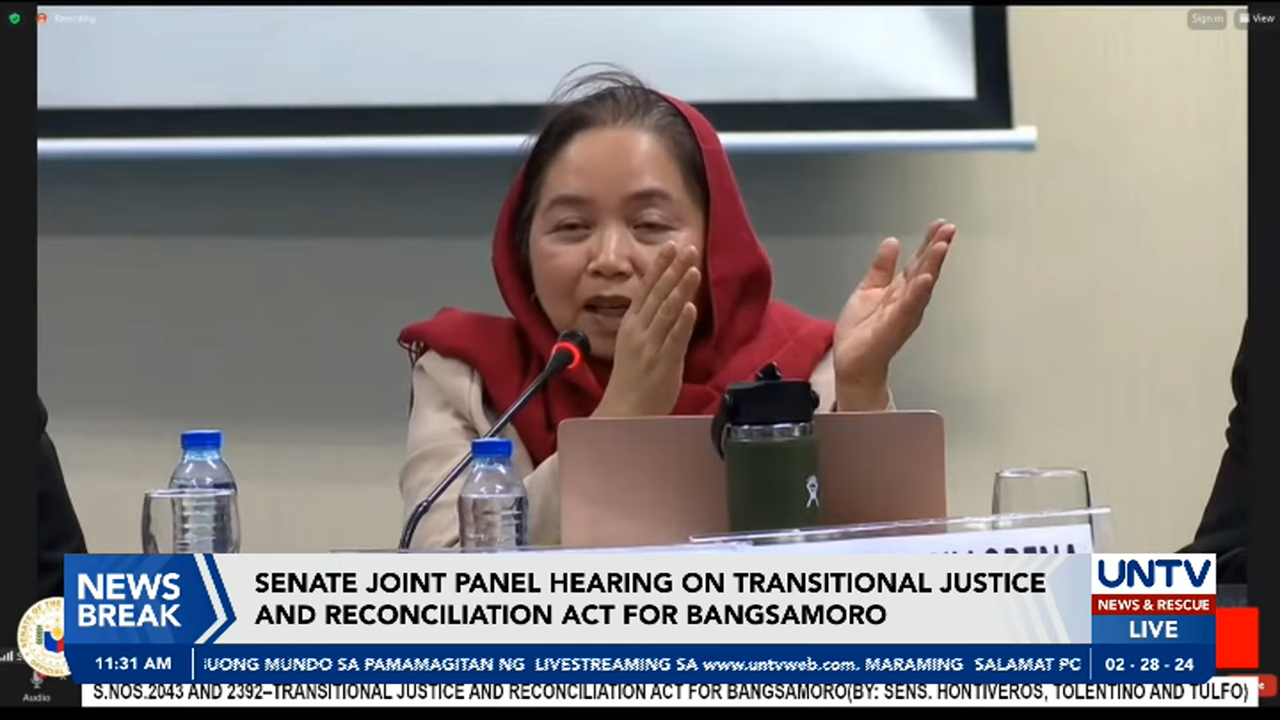 Recording
Sign in
View
NEWS
BREAK
SENATE JOINT PANEL HEARING ON TRANSITIONAL JUSTICE
AND RECONCILIATION ACT FOR BANGSAMORO
UNTV
NEWS & RESCUE
LIVE
11:31 AM
UONG MUNDO SA PAMAMAGITAN NG LIVESTREAMING SA www.untvweb.com. MARAMING SALAMAT PO
02 - 28 - 24
Audio
S.NOS.2043 AND 2392–TRANSITIONAL JUSTICE AND RECONCILIATION ACT FOR BANGSAMORO(BY: SENS. HONTIVEROS, TOLENTINO AND TULFO)